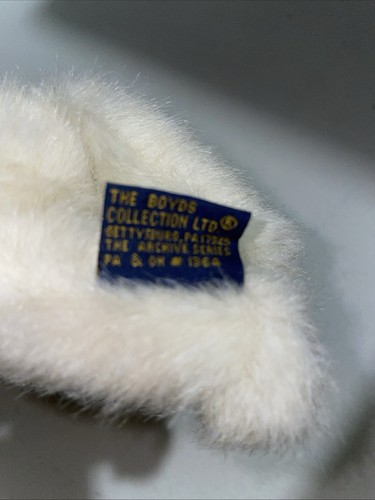 THE BOYDS
COLLECTION LTD ®
GETTYSBURG, PA 17325
THE ARCHIVE SERIES
PA & OH # 1364